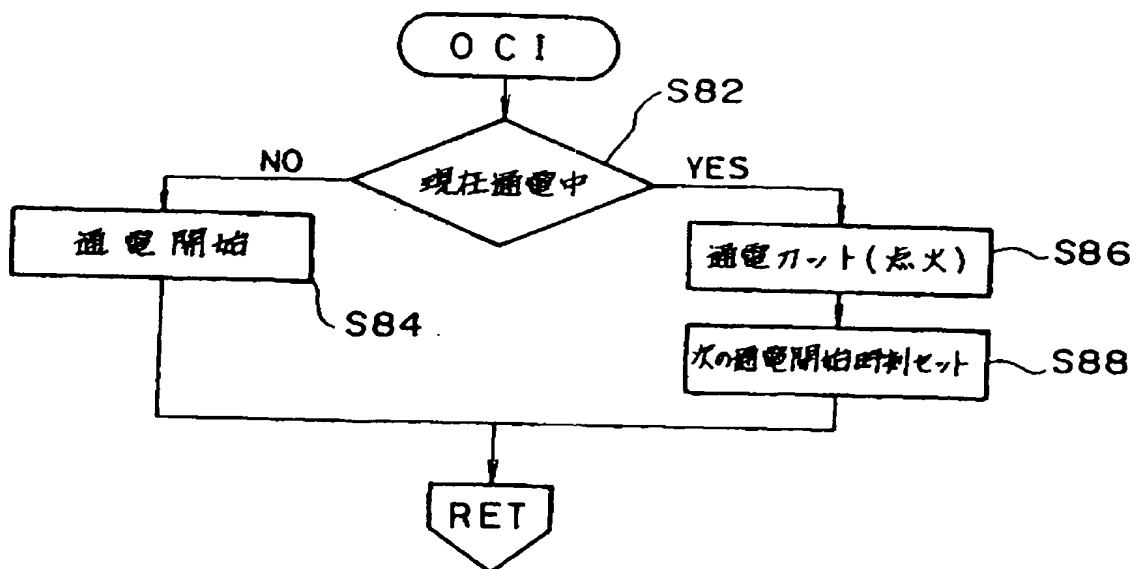 OCI
S82
現在通電中
NO
YES
通電開始
S84
通電カット(点火)
S86
次の通電開始時刻セット
S88
RET